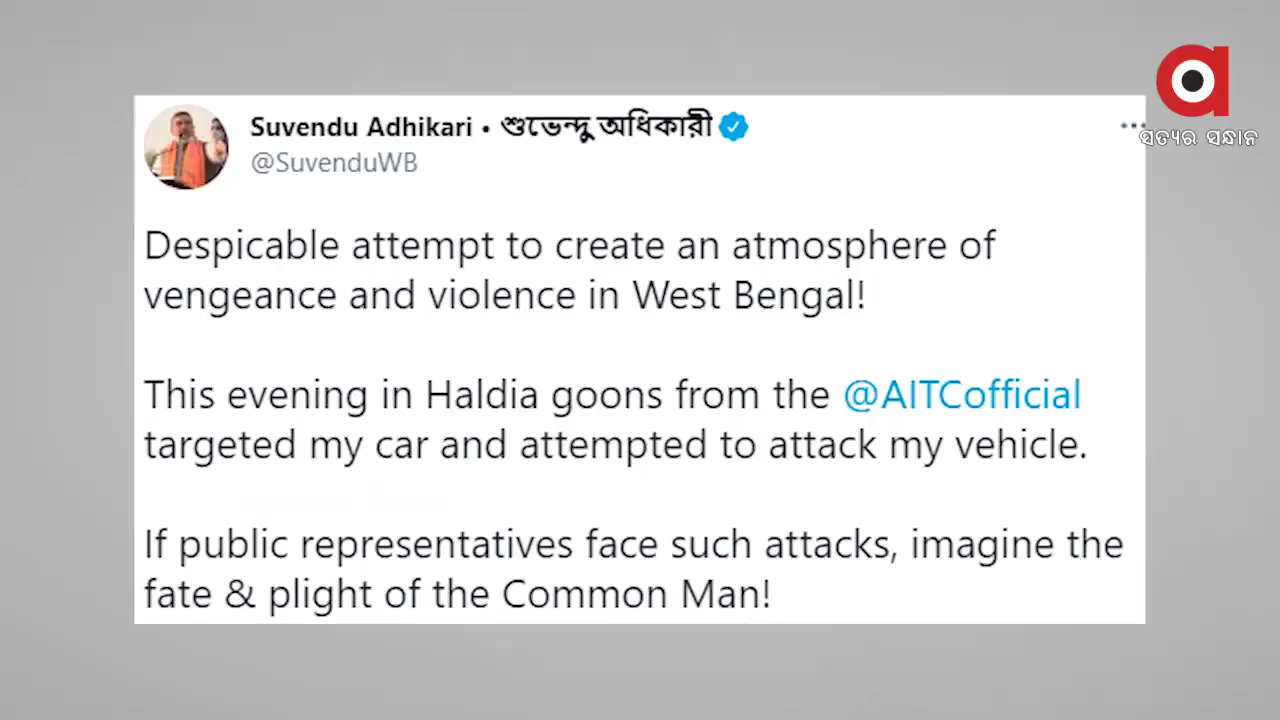 Suvendu Adhikari • শুভেন্দু অধিকারী
@SuvenduWB
ସତ୍ୟର ସନ୍ଧାନ
Despicable attempt to create an atmosphere of
vengeance and violence in West Bengal!
This evening in Haldia goons from the @AITCofficial
targeted my car and attempted to attack my vehicle.
If public representatives face such attacks, imagine the
fate & plight of the Common Man!